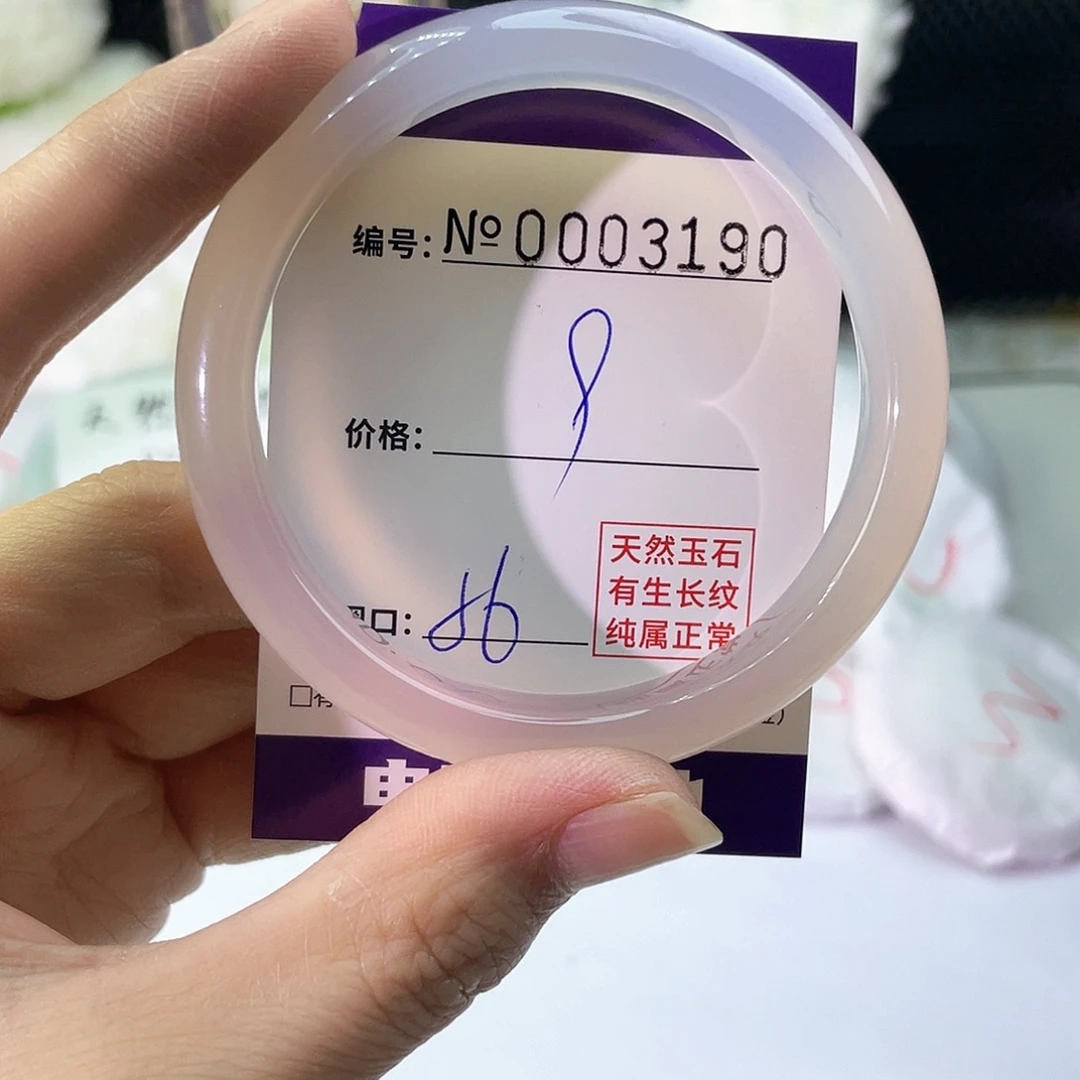 编号: №0003190
价格: 8
圈口: 56
天然玉石
有生长纹
纯属正常